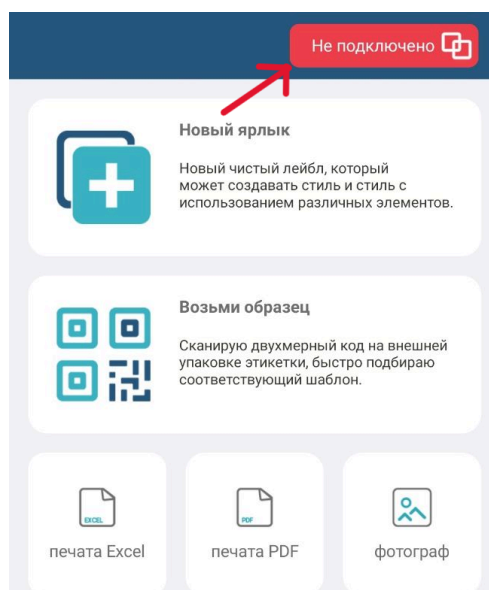 Не подключено
Новый ярлык
Новый чистый лейбл, который
может создавать стиль и стиль с
использованием различных элементов.
Возьми образец
Сканирую двухмерный код на внешней
упаковке этикетки, быстро подбираю
соответствующий шаблон.
EXCEL
PDF
печата Excel
печата PDF
фотограф